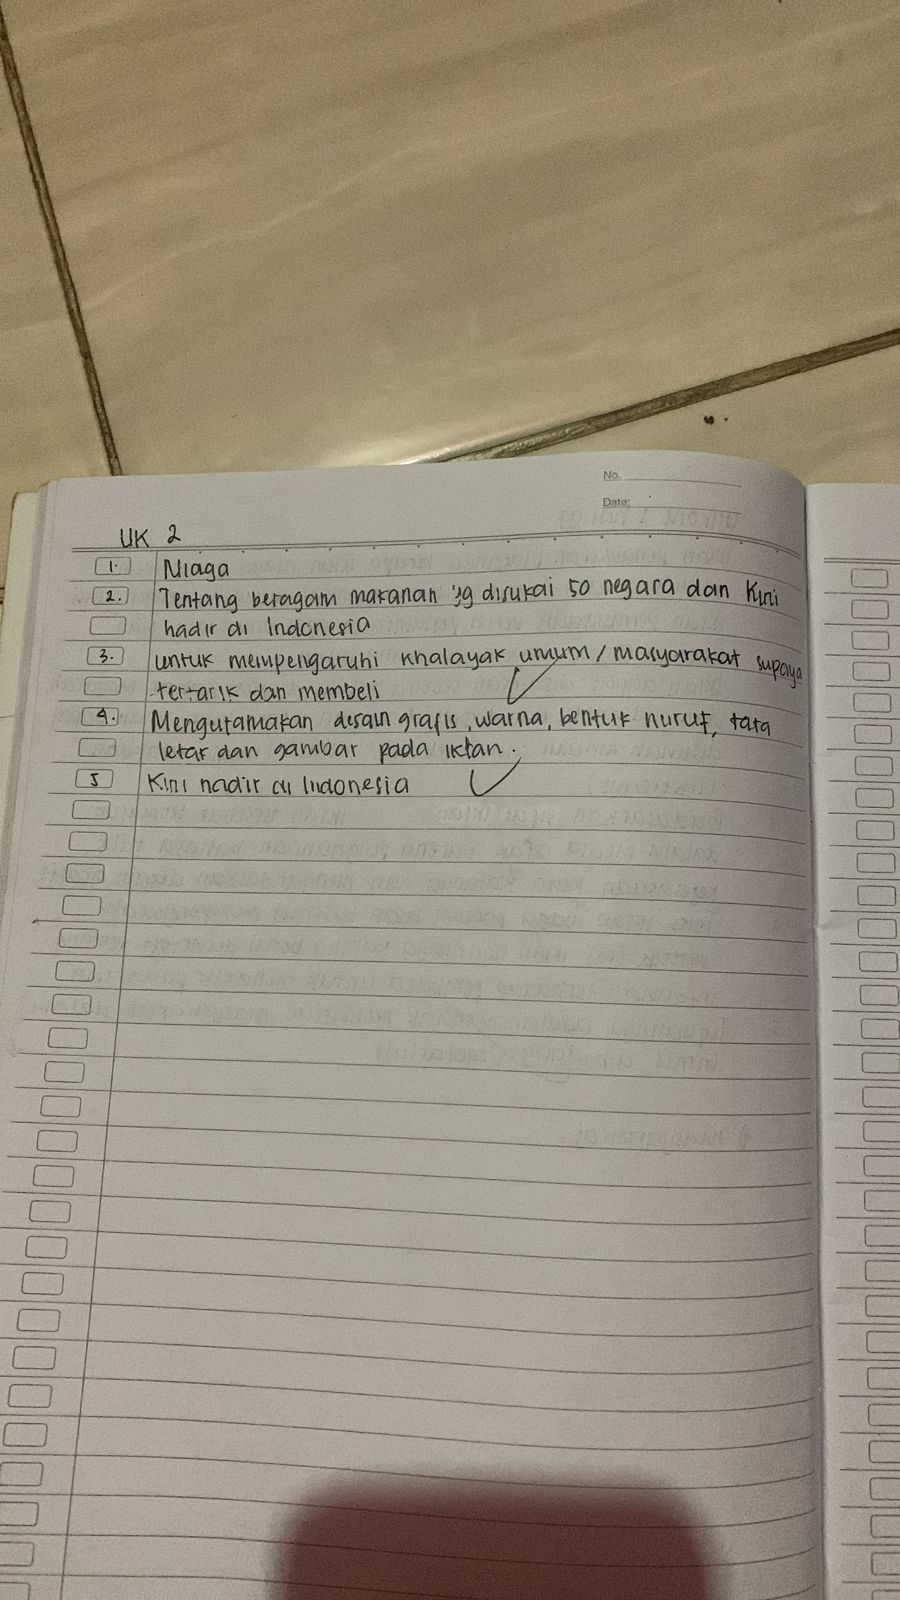 No.
Date:
UK 2
1. Niaga
2. Tentang beragam makanan yg disukai 50 negara dan Kini
hadir di Indonesia
3. untuk mempengaruhi khalayak umum/masyarakat supaya
tertarik dan membeli
4. Mengutamakan desain grafis, warna, bentuk huruf, tata
letak dan gambar pada iklan.
5 Kini hadir di Indonesia